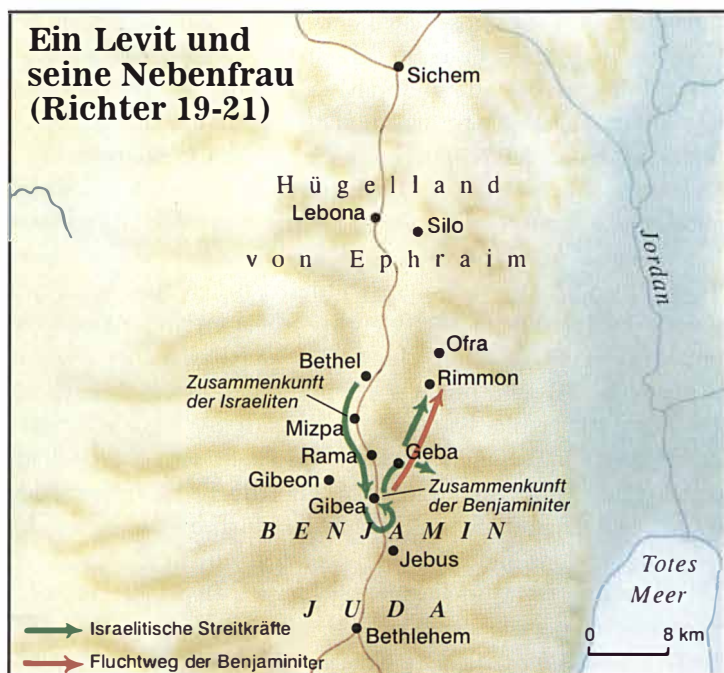 Ein Levit und
seine Nebenfrau
(Richter 19-21)
Sichem
Hügelland
Lebona
Silo
von Ephraim
Jordan
Ofra
Bethel
Rimmon
Zusammenkunft
der Israeliten
Mizpa
Rama
Geba
Gibeon
Zusammenkunft
der Benjaminiter
Gibea
BENJAMIN
Jebus
Totes
Meer
JUDA
Israelitische Streitkräfte
Bethlehem
0 8 km
Fluchtweg der Benjaminiter